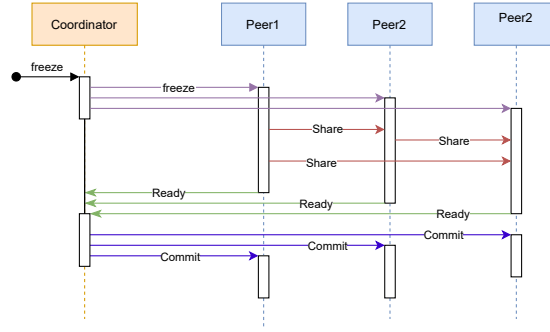 Coordinator
Peer1
Peer2
Peer2
freeze
freeze
Share
Share
Share
Ready
Ready
Ready
Commit
Commit
Commit